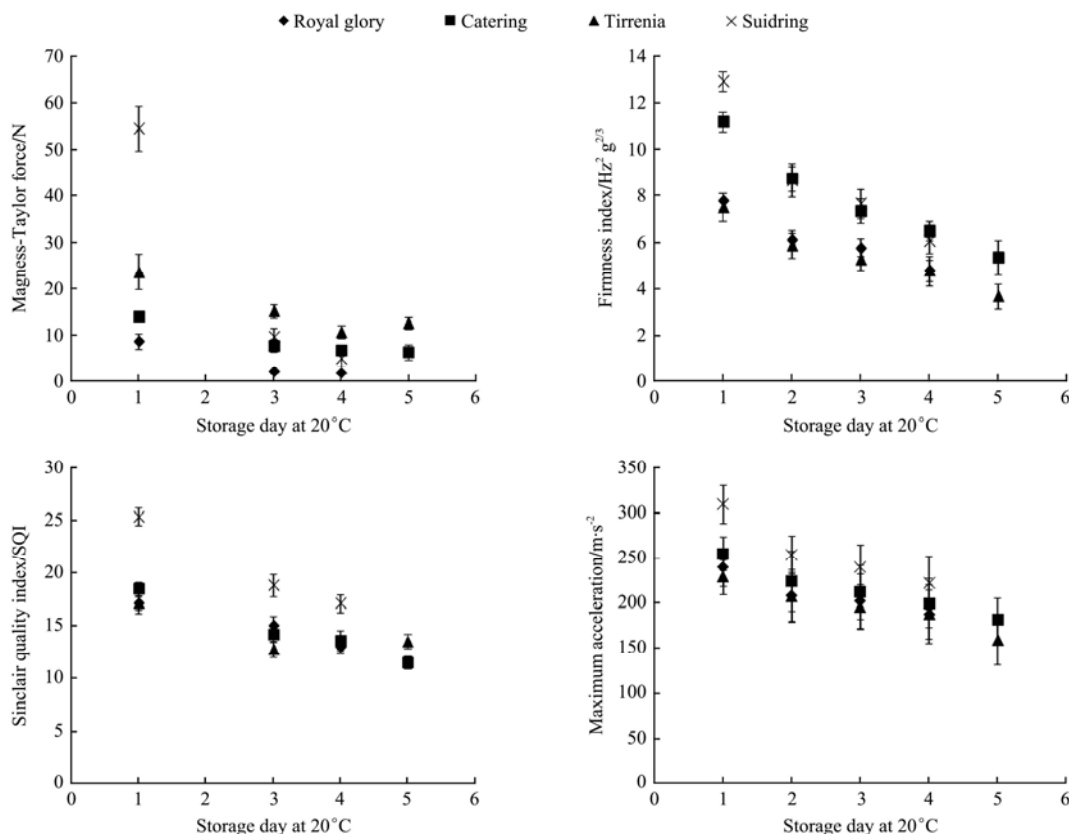 Royal glory Catering Tirrenia Suidring
70
60
50
40
30
20
10
0
Magness-Taylor force/N
0 1 2 3 4 5 6
Storage day at 20°C
14
12
10
8
6
4
2
0
Firmness index/Hz² g²/³
0 1 2 3 4 5 6
Storage day at 20°C
30
25
20
15
10
5
0
Sinclair quality index/SQI
0 1 2 3 4 5 6
Storage day at 20°C
350
300
250
200
150
100
50
0
Maximum acceleration/m·s⁻²
0 1 2 3 4 5 6
Storage day at 20°C